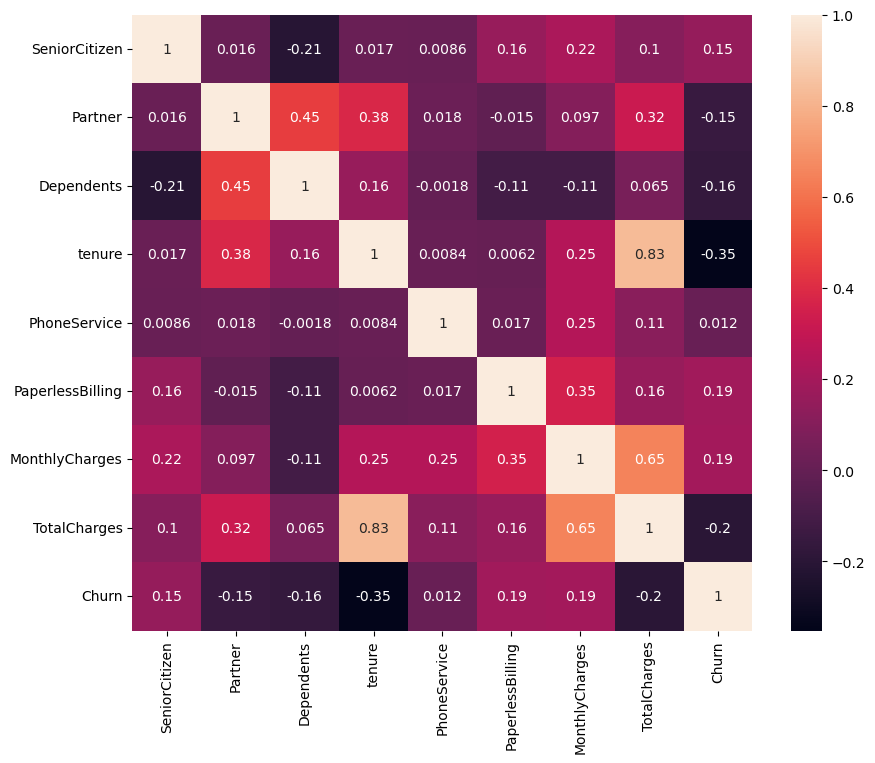 SeniorCitizen 1 0.016 -0.21 0.017 0.0086 0.16 0.22 0.1 0.15
Partner 0.016 1 0.45 0.38 0.018 -0.015 0.097 0.32 -0.15
Dependents -0.21 0.45 1 0.16 -0.0018 -0.11 -0.11 0.065 -0.16
tenure 0.017 0.38 0.16 1 0.0084 0.0062 0.25 0.83 -0.35
PhoneService 0.0086 0.018 -0.0018 0.0084 1 0.017 0.25 0.11 0.012
PaperlessBilling 0.16 -0.015 -0.11 0.0062 0.017 1 0.35 0.16 0.19
MonthlyCharges 0.22 0.097 -0.11 0.25 0.25 0.35 1 0.65 0.19
TotalCharges 0.1 0.32 0.065 0.83 0.11 0.16 0.65 1 -0.2
Churn 0.15 -0.15 -0.16 -0.35 0.012 0.19 0.19 -0.2 1
SeniorCitizen
Partner
Dependents
tenure
PhoneService
PaperlessBilling
MonthlyCharges
TotalCharges
Churn
1.0
0.8
0.6
0.4
0.2
0.0
−0.2